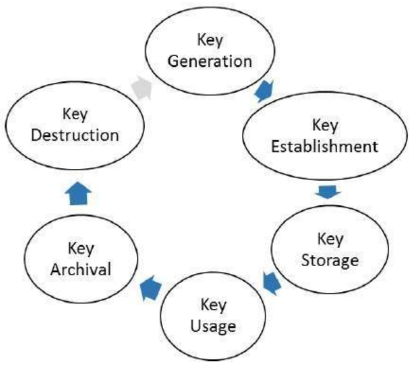 Key
Generation
Key
Establishment
Key
Storage
Key
Usage
Key
Archival
Key
Destruction